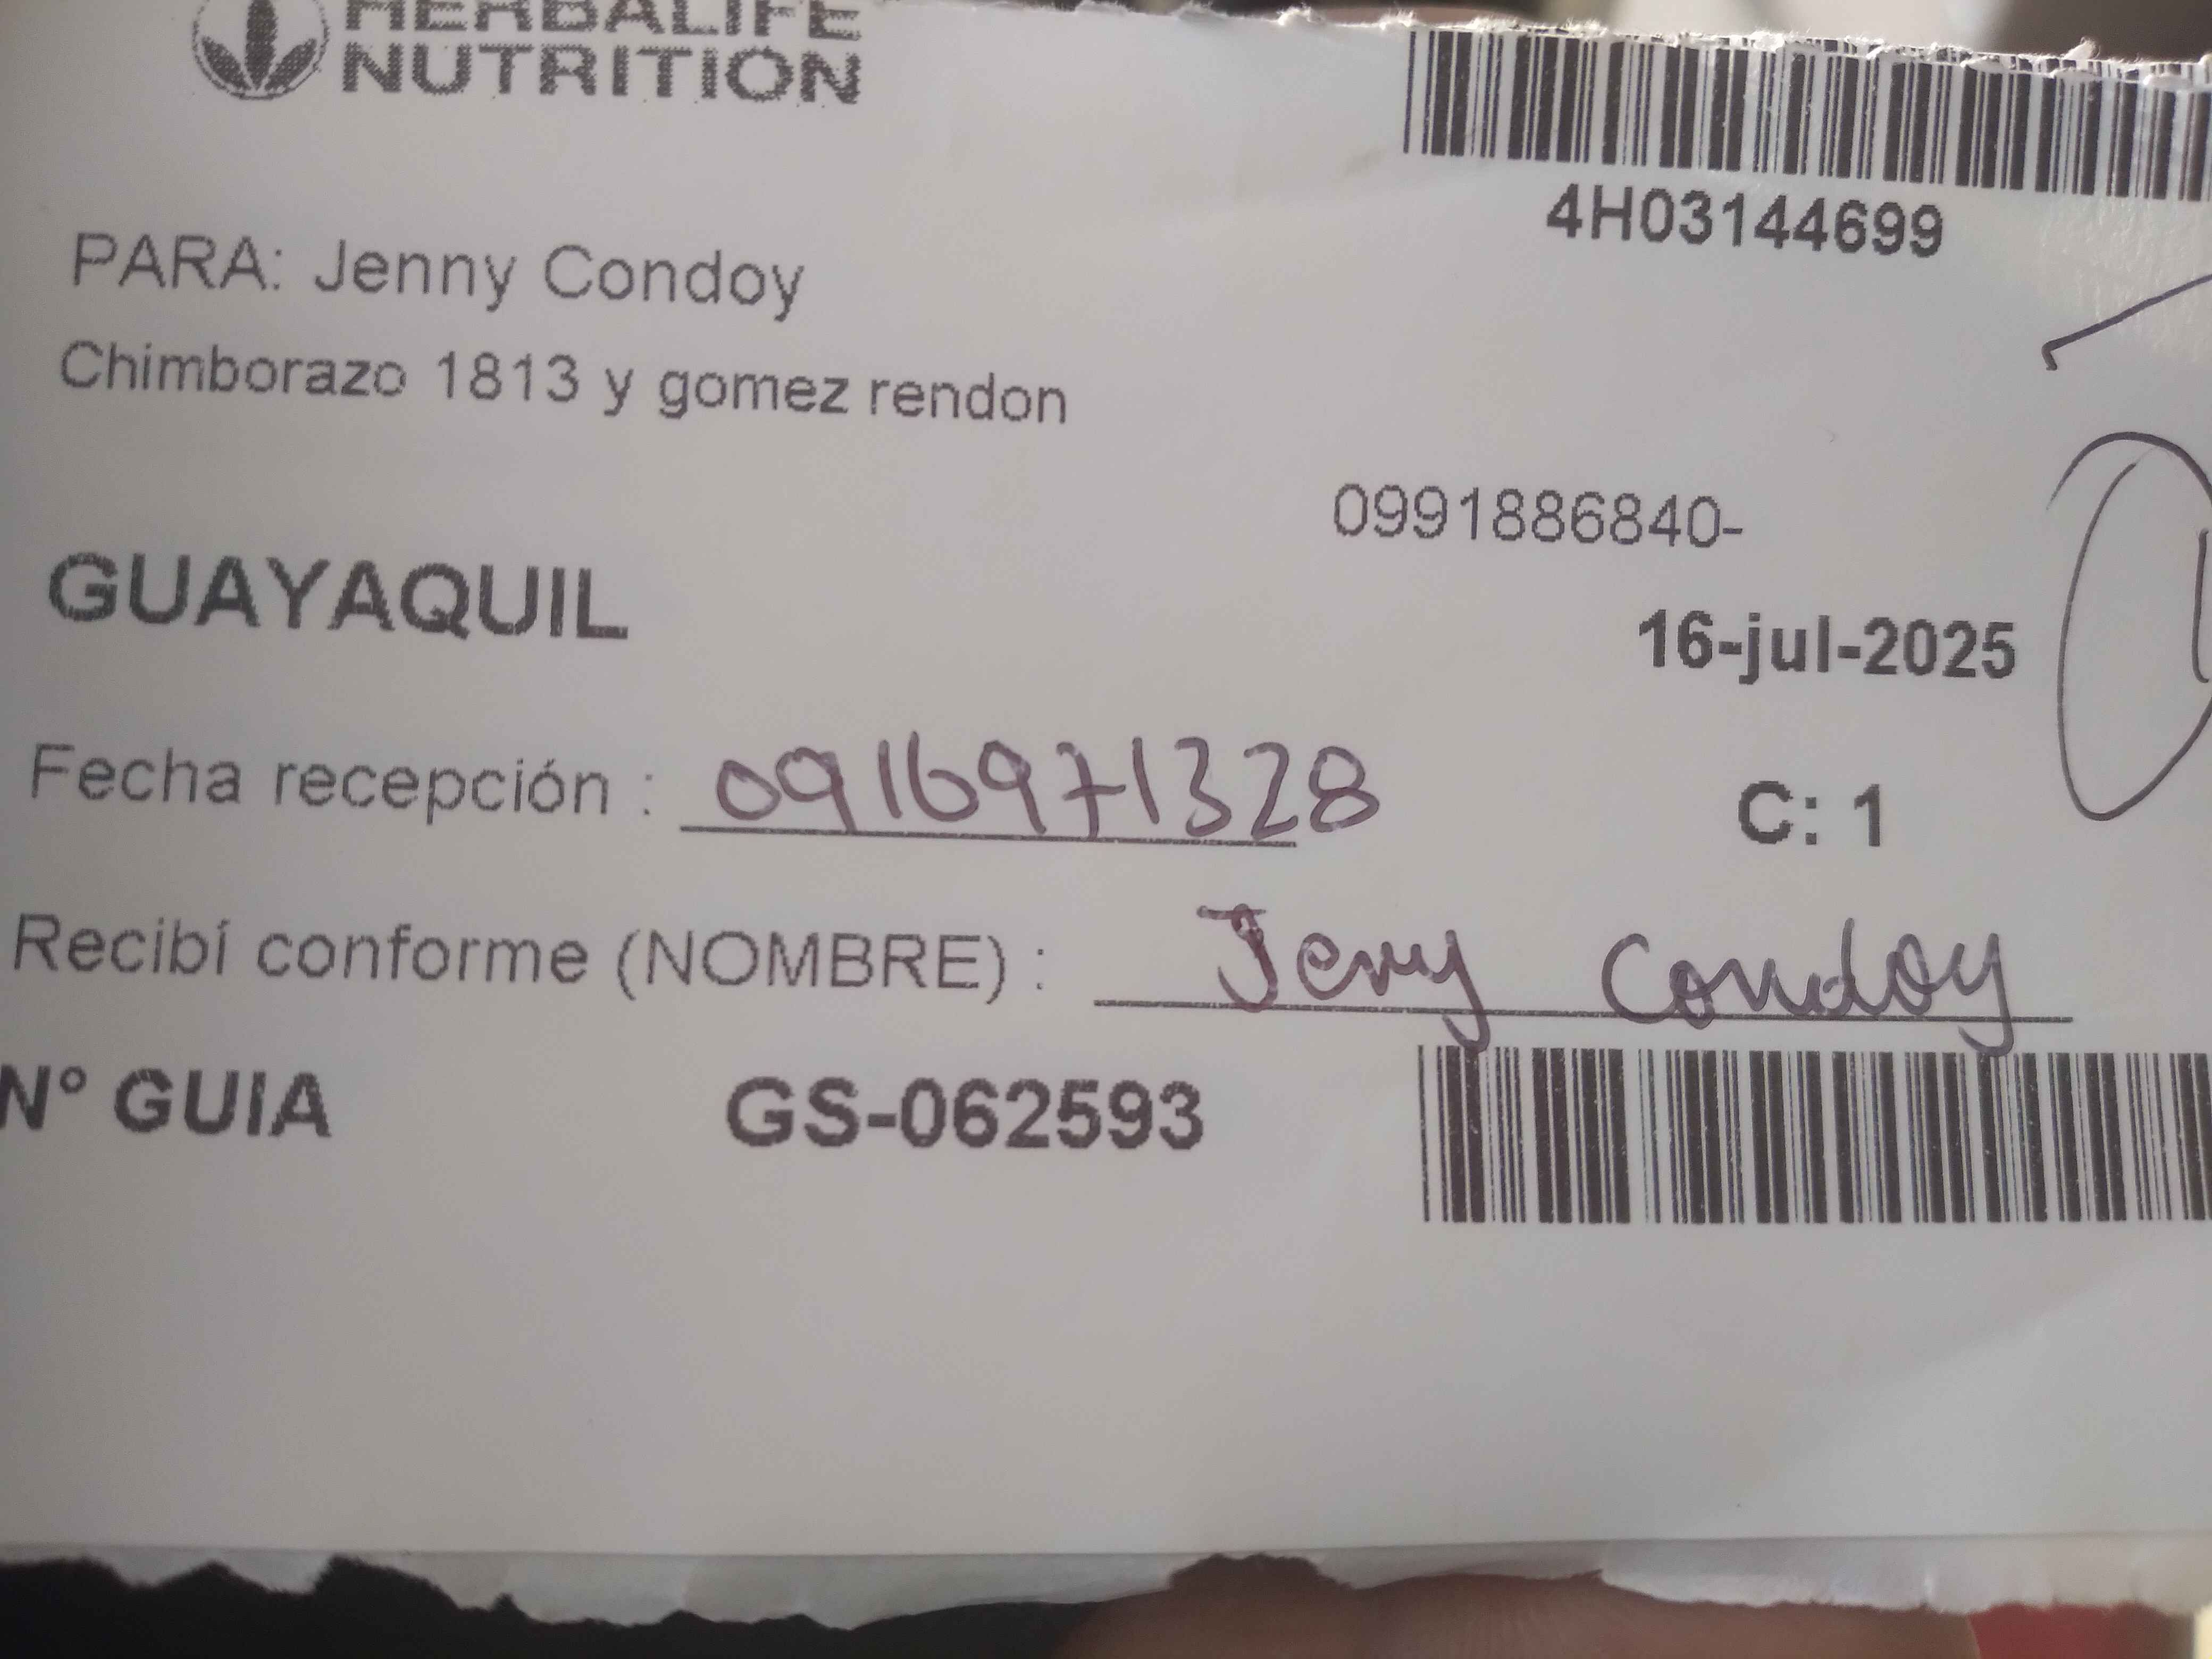 HERBALIFE
NUTRITION
4H03144699
PARA: Jenny Condoy
Chimborazo 1813 y gomez rendon
0991886840-
GUAYAQUIL
16-jul-2025
Fecha recepción : 0916971328
C: 1
Recibí conforme (NOMBRE) : Jenny Condoy
N° GUIA GS-062593